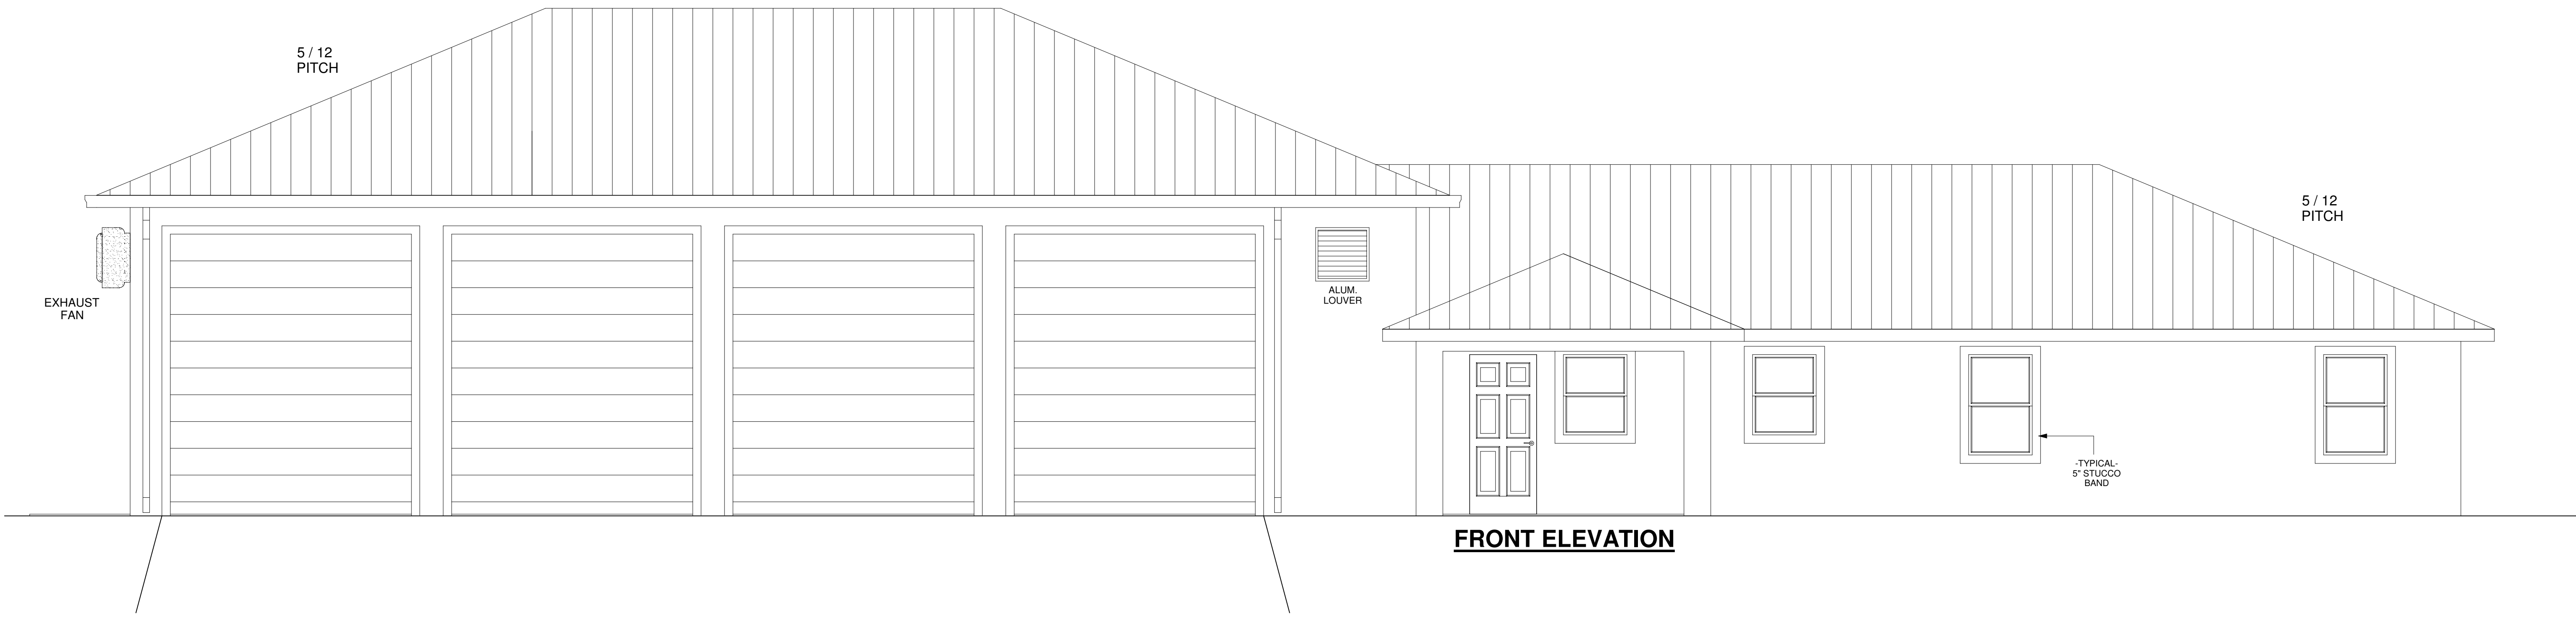 5 / 12
PITCH
EXHAUST
FAN
ALUM.
LOUVER
5 / 12
PITCH
-TYPICAL-
5" STUCCO
BAND
FRONT ELEVATION